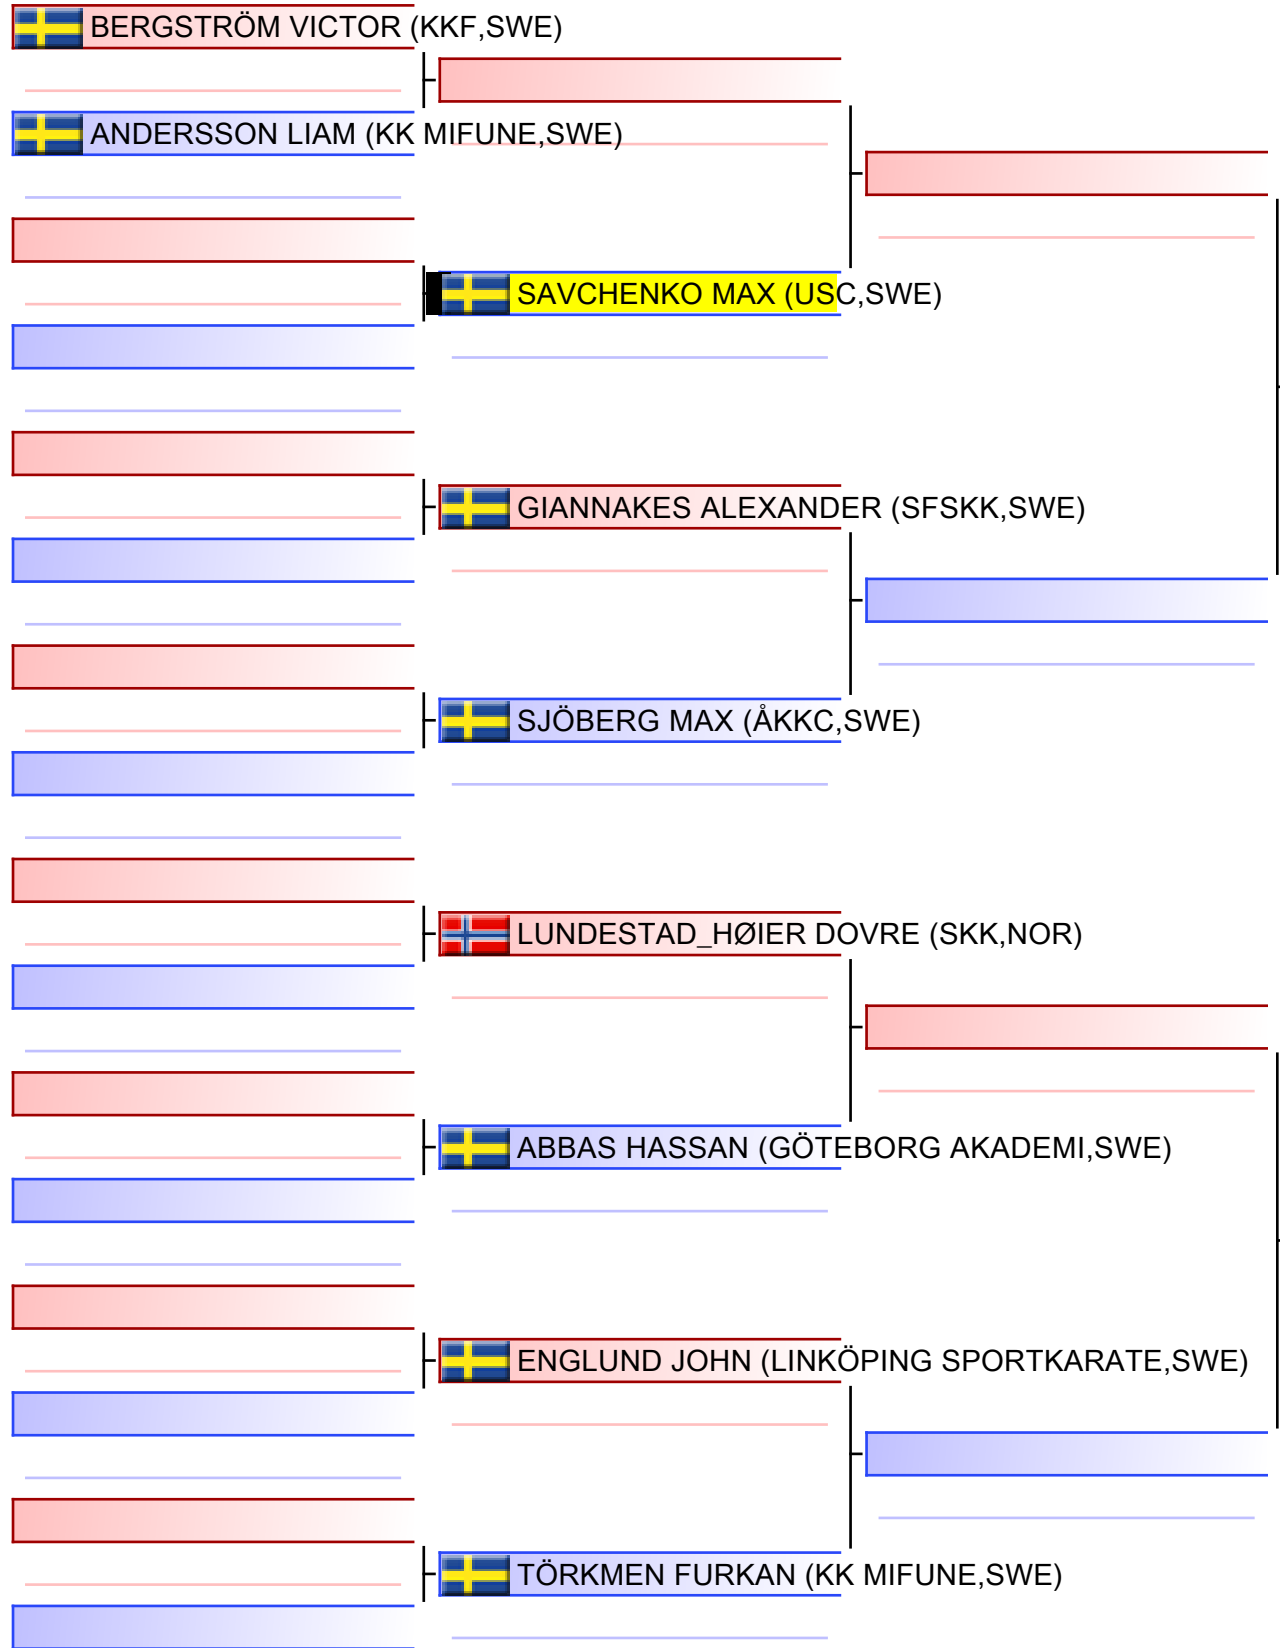 BERGSTRÖM VICTOR (KKF,SWE)
ANDERSSON LIAM (KK MIFUNE,SWE)
SAVCHENKO MAX (USC,SWE)
GIANNAKES ALEXANDER (SFSKK,SWE)
SJÖBERG MAX (ÅKKC,SWE)
LUNDESTAD_HØIER DOVRE (SKK,NOR)
ABBAS HASSAN (GÖTEBORG AKADEMI,SWE)
ENGLUND JOHN (LINKÖPING SPORTKARATE,SWE)
TÖRKMEN FURKAN (KK MIFUNE,SWE)